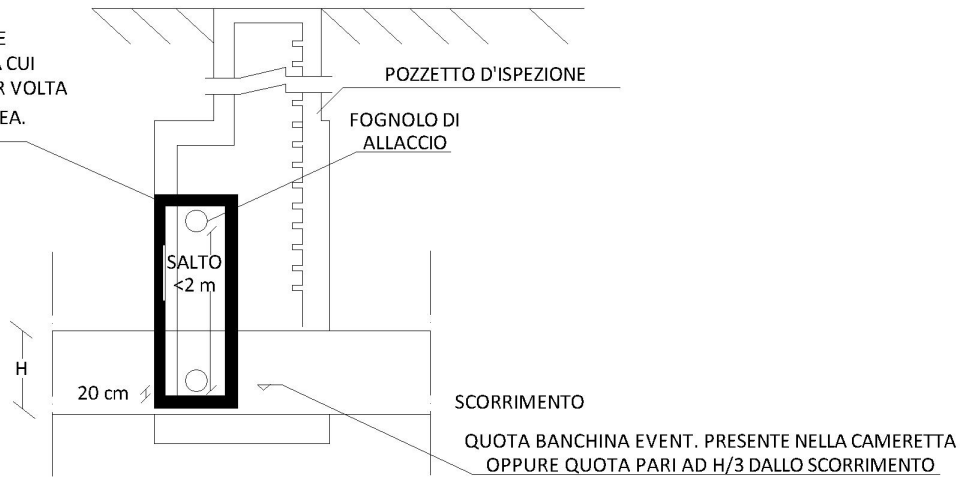 E
A CUI
R VOLTA
EA.
POZZETTO D'ISPEZIONE
FOGNOLO DI
ALLACCIO
SALTO
<2 m
H
20 cm
SCORRIMENTO
QUOTA BANCHINA EVENT. PRESENTE NELLA CAMERETTA
OPPURE QUOTA PARI AD H/3 DALLO SCORRIMENTO